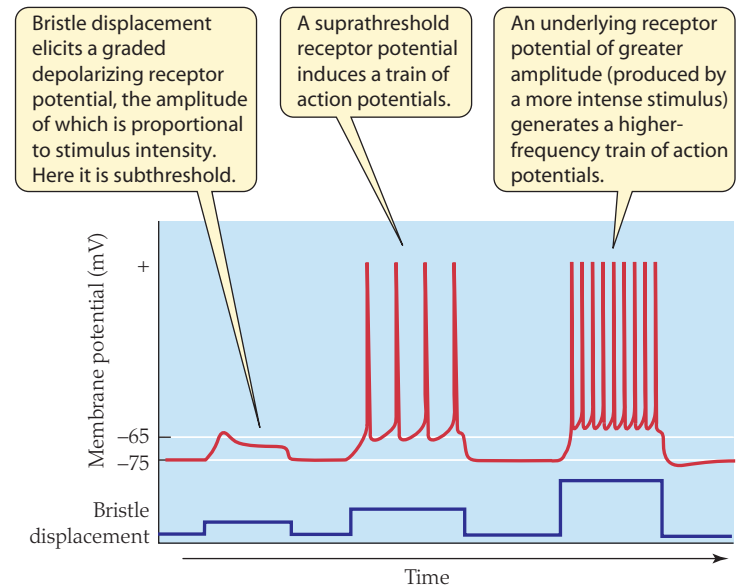 Bristle displacement
elicits a graded
depolarizing receptor
potential, the amplitude
of which is proportional
to stimulus intensity.
Here it is subthreshold.
A suprathreshold
receptor potential
induces a train of
action potentials.
An underlying receptor
potential of greater
amplitude (produced by
a more intense stimulus)
generates a higher-
frequency train of action
potentials.
Membrane potential (mV)
+
–65
–75
Bristle
displacement
Time